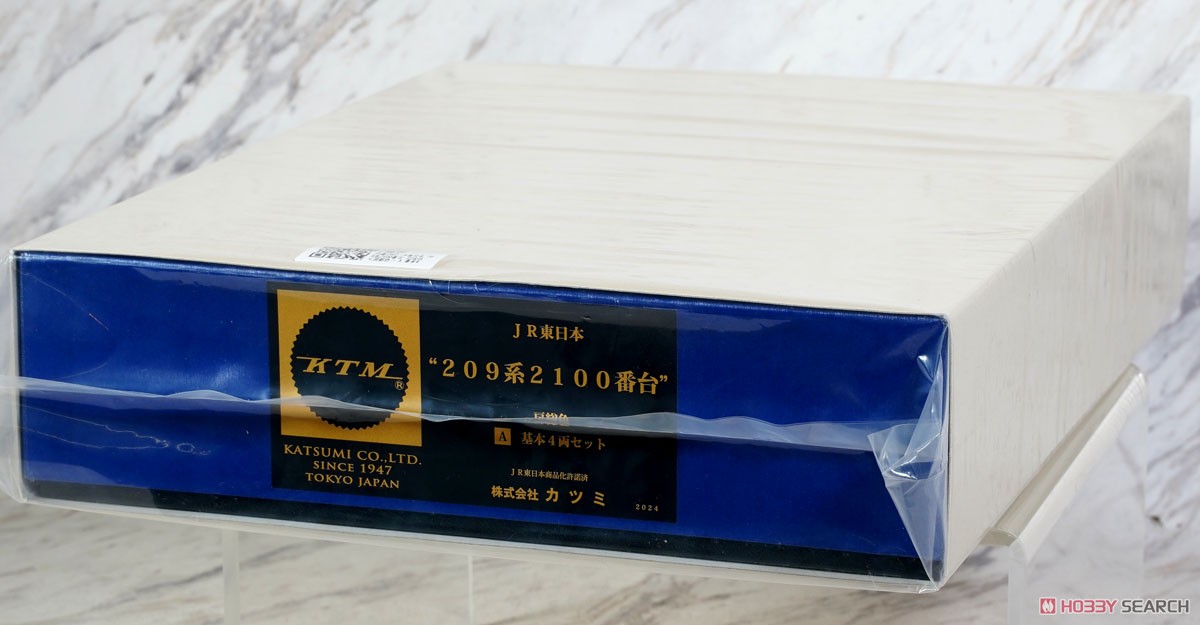 KTM®
KATSUMI CO.,LTD.
SINCE 1947
TOKYO JAPAN
JR東日本
“209系2100番台”
A 基本4両セット
JR東日本商品化許諾済
株式会社 カツミ
2024
HOBBY SEARCH